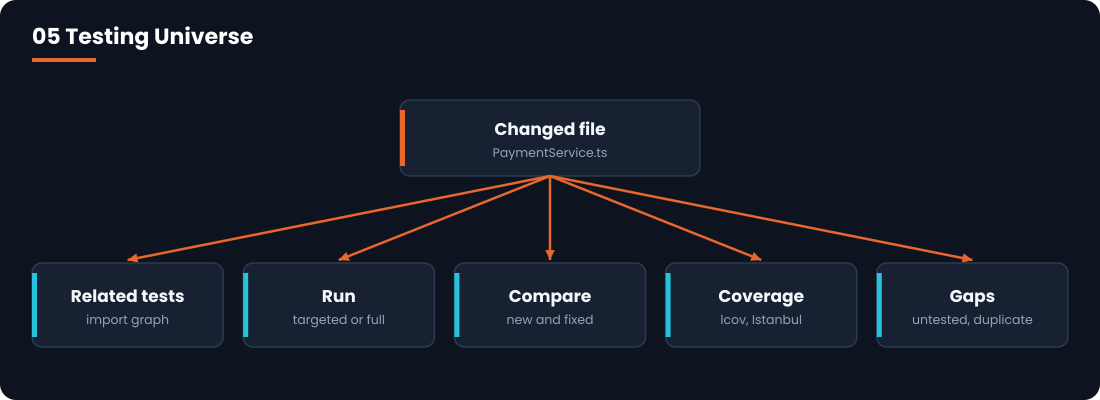 05 Testing Universe
Changed file
PaymentService.ts
Related tests
import graph
Run
targeted or full
Compare
new and fixed
Coverage
lcov, Istanbul
Gaps
untested, duplicate